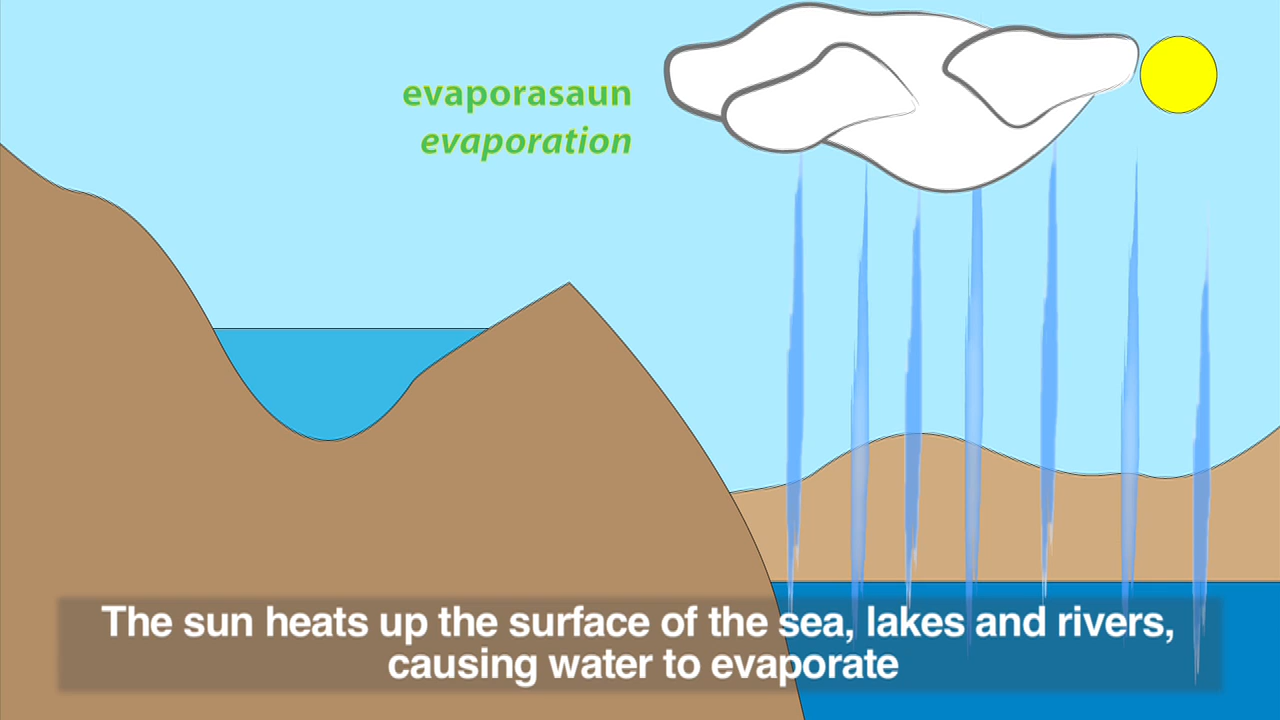 evaporasaun
evaporation
The sun heats up the surface of the sea, lakes and rivers,
causing water to evaporate